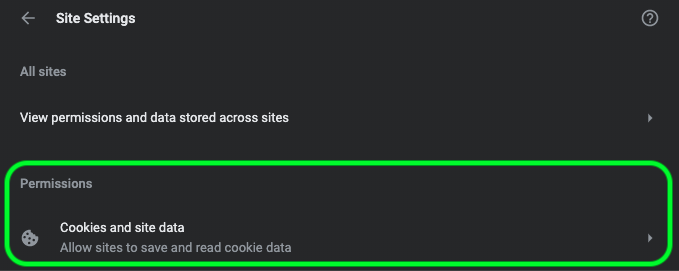 Site Settings
All sites
View permissions and data stored across sites
Permissions
Cookies and site data
Allow sites to save and read cookie data